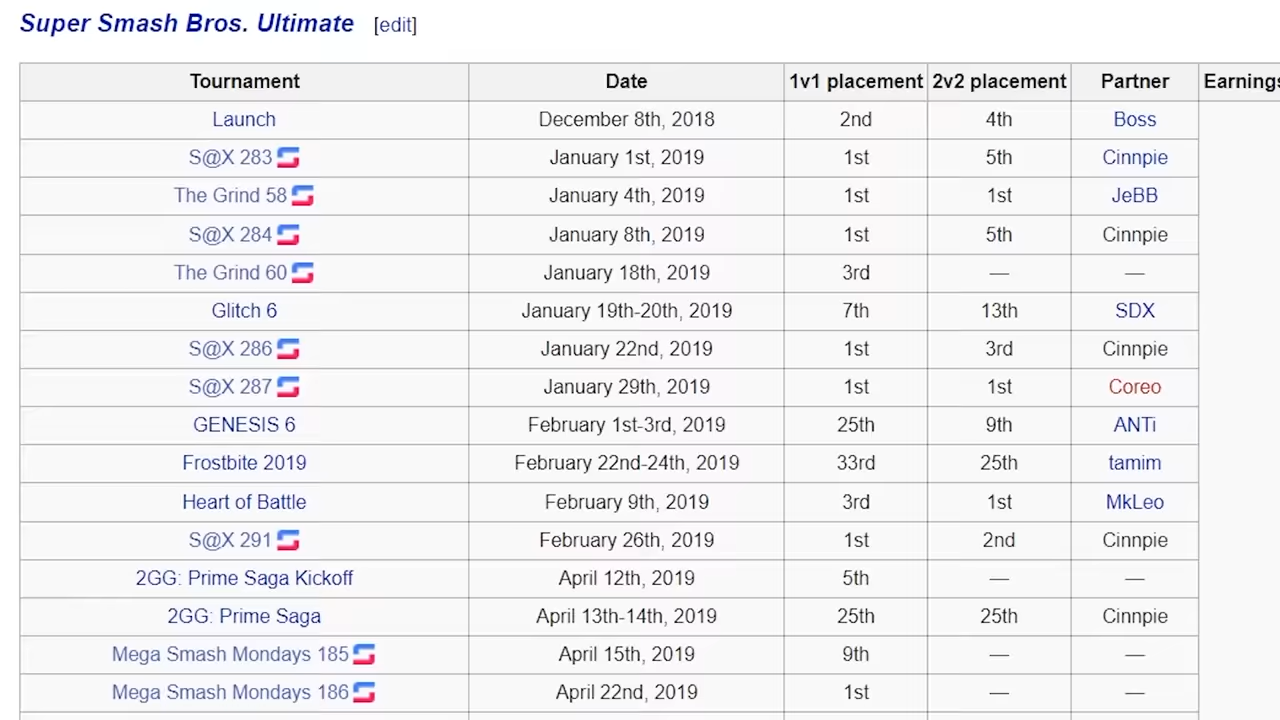 Super Smash Bros. Ultimate [edit]
Tournament Date 1v1 placement 2v2 placement Partner Earnings
Launch December 8th, 2018 2nd 4th Boss
S@X 283 January 1st, 2019 1st 5th Cinnpie
The Grind 58 January 4th, 2019 1st 1st JeBB
S@X 284 January 8th, 2019 1st 5th Cinnpie
The Grind 60 January 18th, 2019 3rd — —
Glitch 6 January 19th-20th, 2019 7th 13th SDX
S@X 286 January 22nd, 2019 1st 3rd Cinnpie
S@X 287 January 29th, 2019 1st 1st Coreo
GENESIS 6 February 1st-3rd, 2019 25th 9th ANTi
Frostbite 2019 February 22nd-24th, 2019 33rd 25th tamim
Heart of Battle February 9th, 2019 3rd 1st MkLeo
S@X 291 February 26th, 2019 1st 2nd Cinnpie
2GG: Prime Saga Kickoff April 12th, 2019 5th — —
2GG: Prime Saga April 13th-14th, 2019 25th 25th Cinnpie
Mega Smash Mondays 185 April 15th, 2019 9th — —
Mega Smash Mondays 186 April 22nd, 2019 1st — —